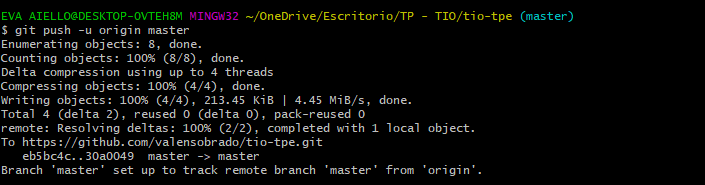 EVA AIELLO@DESKTOP-OVTEH8M MINGW32 ~/OneDrive/Escritorio/TP - TIO/tio-tpe (master)
$ git push -u origin master
Enumerating objects: 8, done.
Counting objects: 100% (8/8), done.
Delta compression using up to 4 threads
Compressing objects: 100% (4/4), done.
Writing objects: 100% (4/4), 213.45 KiB | 4.45 MiB/s, done.
Total 4 (delta 2), reused 0 (delta 0), pack-reused 0
remote: Resolving deltas: 100% (2/2), completed with 1 local object.
To https://github.com/valensobrado/tio-tpe.git
   eb5bc4c..30a0049  master -> master
Branch 'master' set up to track remote branch 'master' from 'origin'.